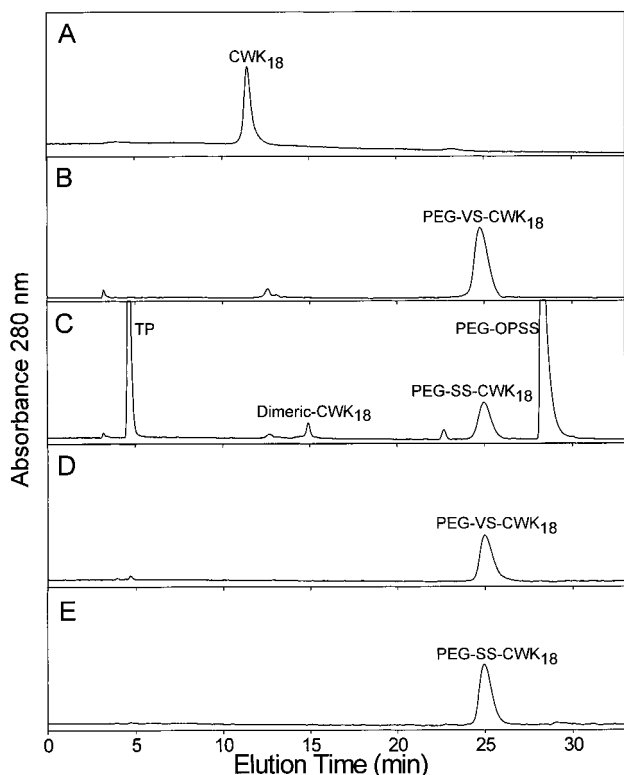 A
CWK18
B
PEG-VS-CWK18
C
TP
PEG-OPSS
PEG-SS-CWK18
Dimeric-CWK18
D
PEG-VS-CWK18
E
PEG-SS-CWK18
Absorbance 280 nm
0 5 10 15 20 25 30
Elution Time (min)